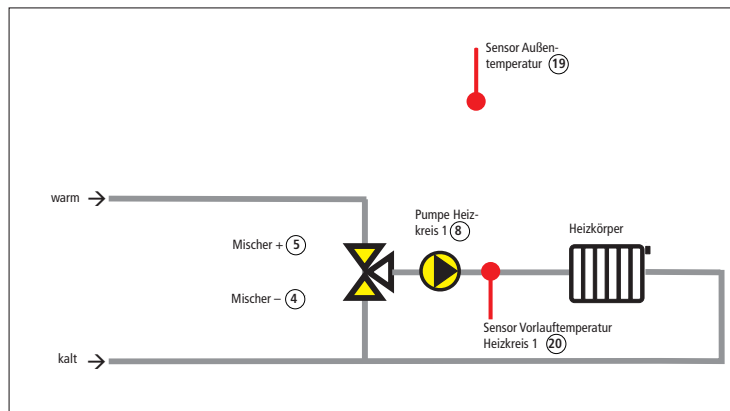 Sensor Außen-
temperatur 19
warm →
Pumpe Heiz-
kreis 1 8
Heizkörper
Mischer + 5
Mischer – 4
Sensor Vorlauftemperatur
Heizkreis 1 20
kalt →